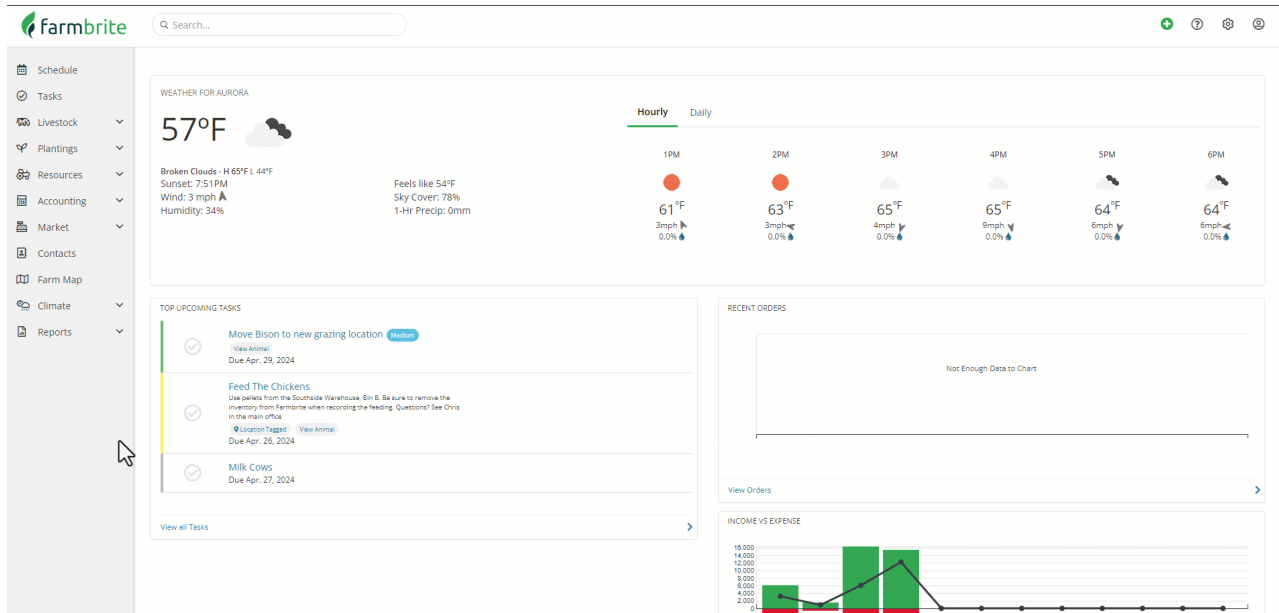 farmbrite
Search...
Schedule
Tasks
Livestock
Plantings
Resources
Accounting
Market
Contacts
Farm Map
Climate
Reports
WEATHER FOR AURORA
57°F
Broken Clouds - H 65°F L 44°F
Sunset: 7:51PM
Wind: 3 mph
Humidity: 34%
Feels like 54°F
Sky Cover: 78%
1-Hr Precip: 0mm
Hourly Daily
1PM 2PM 3PM 4PM 5PM 6PM
61°F 63°F 65°F 65°F 64°F 64°F
3mph 3mph 4mph 9mph 6mph 6mph
0.0% 0.0% 0.0% 0.0% 0.0% 0.0%
TOP UPCOMING TASKS
Move Bison to new grazing location Medium
View Animal
Due Apr. 29, 2024
Feed The Chickens
Use pellets from the Southside Warehouse, Bin B. Be sure to remove the
inventory from Farmbrite when recording the feeding. Questions? See Chris
in the main office
Location Tagged View Animal
Due Apr. 26, 2024
Milk Cows
Due Apr. 27, 2024
View all Tasks
RECENT ORDERS
Not Enough Data to Chart
View Orders
INCOME VS EXPENSE
16,000
14,000
12,000
10,000
8,000
6,000
4,000
2,000
0